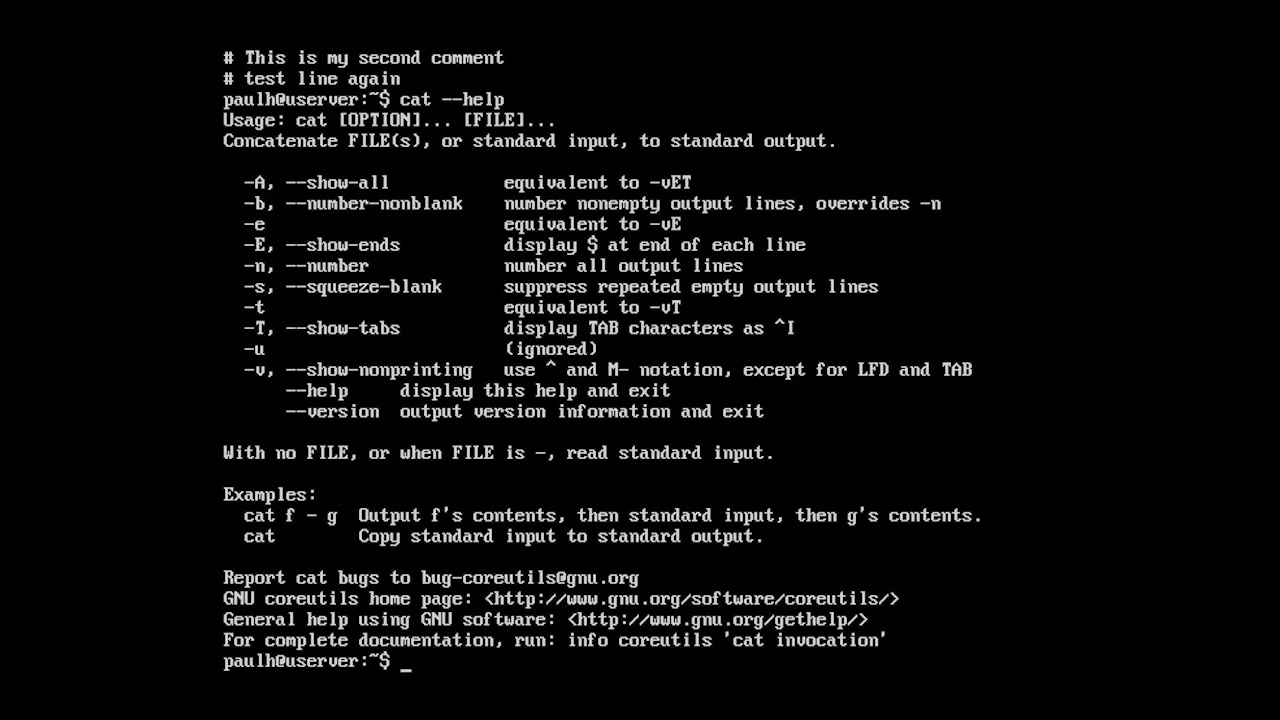 # This is my second comment
# test line again
paulh@userver:~$ cat --help
Usage: cat [OPTION]... [FILE]...
Concatenate FILE(s), or standard input, to standard output.

  -A, --show-all           equivalent to -vET
  -b, --number-nonblank    number nonempty output lines, overrides -n
  -e                       equivalent to -vE
  -E, --show-ends          display $ at end of each line
  -n, --number             number all output lines
  -s, --squeeze-blank      suppress repeated empty output lines
  -t                       equivalent to -vT
  -T, --show-tabs          display TAB characters as ^I
  -u                       (ignored)
  -v, --show-nonprinting   use ^ and M- notation, except for LFD and TAB
      --help     display this help and exit
      --version  output version information and exit

With no FILE, or when FILE is -, read standard input.

Examples:
  cat f - g  Output f's contents, then standard input, then g's contents.
  cat        Copy standard input to standard output.

Report cat bugs to bug-coreutils@gnu.org
GNU coreutils home page: <http://www.gnu.org/software/coreutils/>
General help using GNU software: <http://www.gnu.org/gethelp/>
For complete documentation, run: info coreutils 'cat invocation'
paulh@userver:~$ _